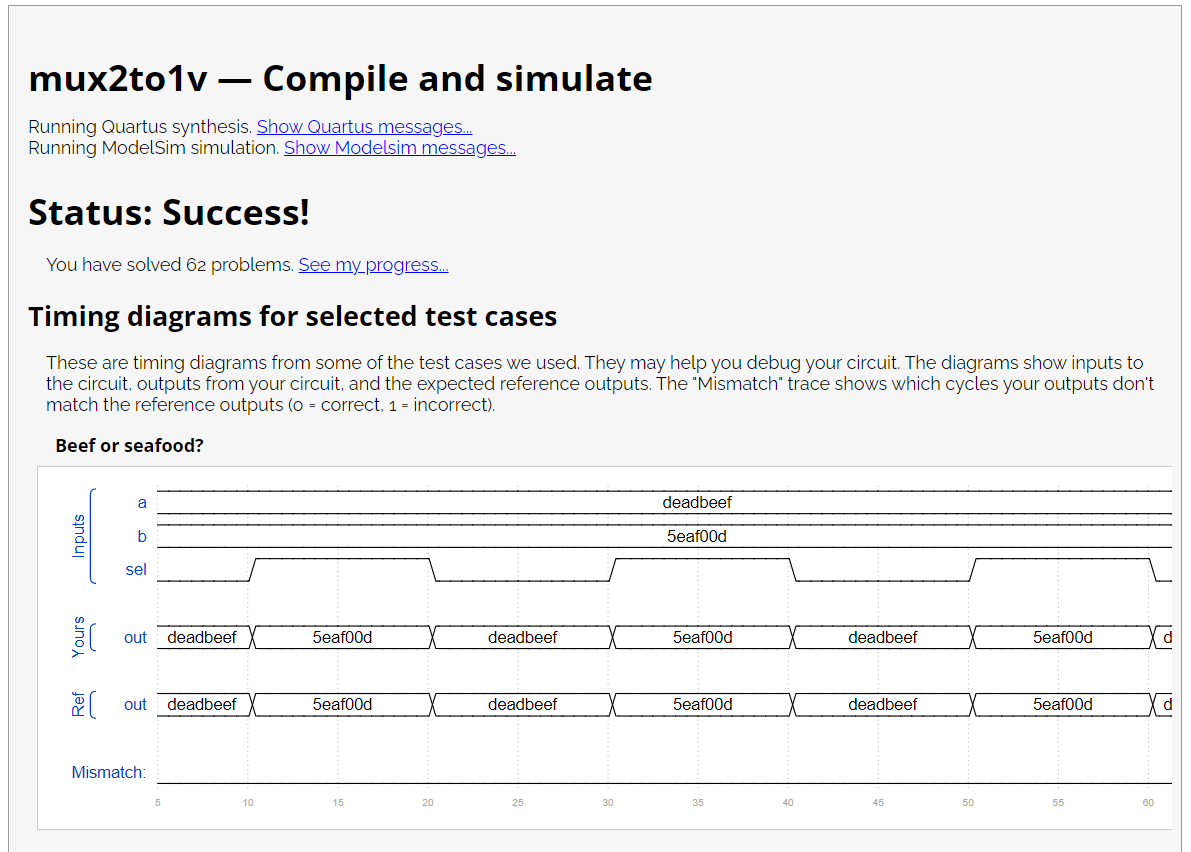 mux2to1v — Compile and simulate
Running Quartus synthesis. Show Quartus messages...
Running ModelSim simulation. Show Modelsim messages...
Status: Success!
You have solved 62 problems. See my progress...
Timing diagrams for selected test cases
These are timing diagrams from some of the test cases we used. They may help you debug your circuit. The diagrams show inputs to
the circuit, outputs from your circuit, and the expected reference outputs. The "Mismatch" trace shows which cycles your outputs don't
match the reference outputs (0 = correct, 1 = incorrect).
Beef or seafood?
Inputs
a deadbeef
b 5eaf00d
sel
Yours
out deadbeef 5eaf00d deadbeef 5eaf00d deadbeef 5eaf00d d
Ref
out deadbeef 5eaf00d deadbeef 5eaf00d deadbeef 5eaf00d d
Mismatch:
5 10 15 20 25 30 35 40 45 50 55 60